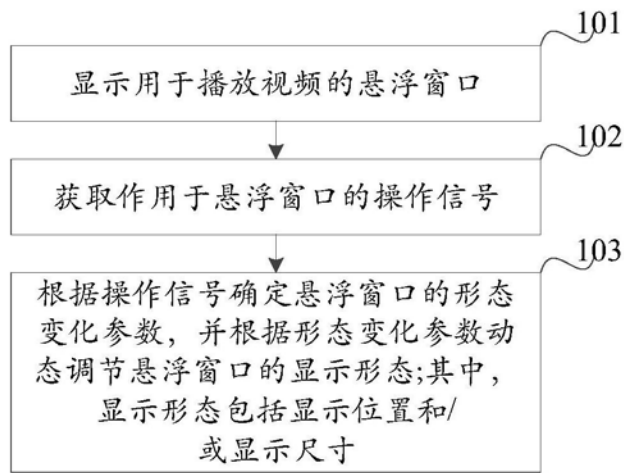 101
显示用于播放视频的悬浮窗口
102
获取作用于悬浮窗口的操作信号
103
根据操作信号确定悬浮窗口的形态
变化参数，并根据形态变化参数动
态调节悬浮窗口的显示形态;其中，
显示形态包括显示位置和/
或显示尺寸